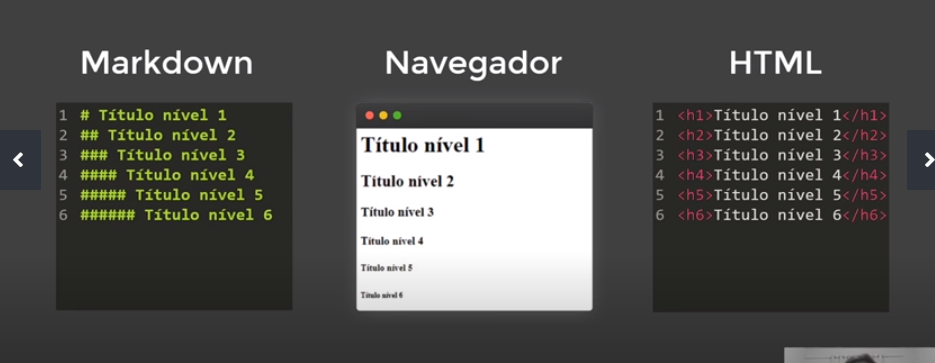 Markdown
1 # Título nível 1
2 ## Título nível 2
3 ### Título nível 3
4 #### Título nível 4
5 ##### Título nível 5
6 ###### Título nível 6
Navegador
Título nível 1
Título nível 2
Título nível 3
Título nível 4
Título nível 5
Título nível 6
HTML
1 <h1>Título nível 1</h1>
2 <h2>Título nível 2</h2>
3 <h3>Título nível 3</h3>
4 <h4>Título nível 4</h4>
5 <h5>Título nível 5</h5>
6 <h6>Título nível 6</h6>